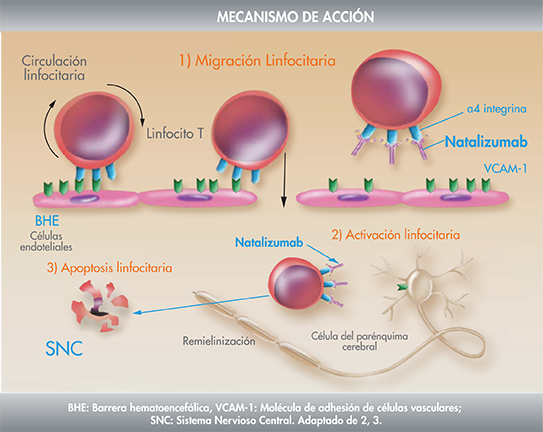 MECANISMO DE ACCIÓN
Circulación
linfocitaria
1) Migración Linfocitaria
Linfocito T
α4 integrina
Natalizumab
VCAM-1
BHE
Células
endoteliales
Natalizumab
2) Activación linfocitaria
3) Apoptosis linfocitaria
SNC
Remielinización
Célula del parénquima
cerebral
BHE: Barrera hematoencefálica, VCAM-1: Molécula de adhesión de células vasculares;
SNC: Sistema Nervioso Central. Adaptado de 2, 3.